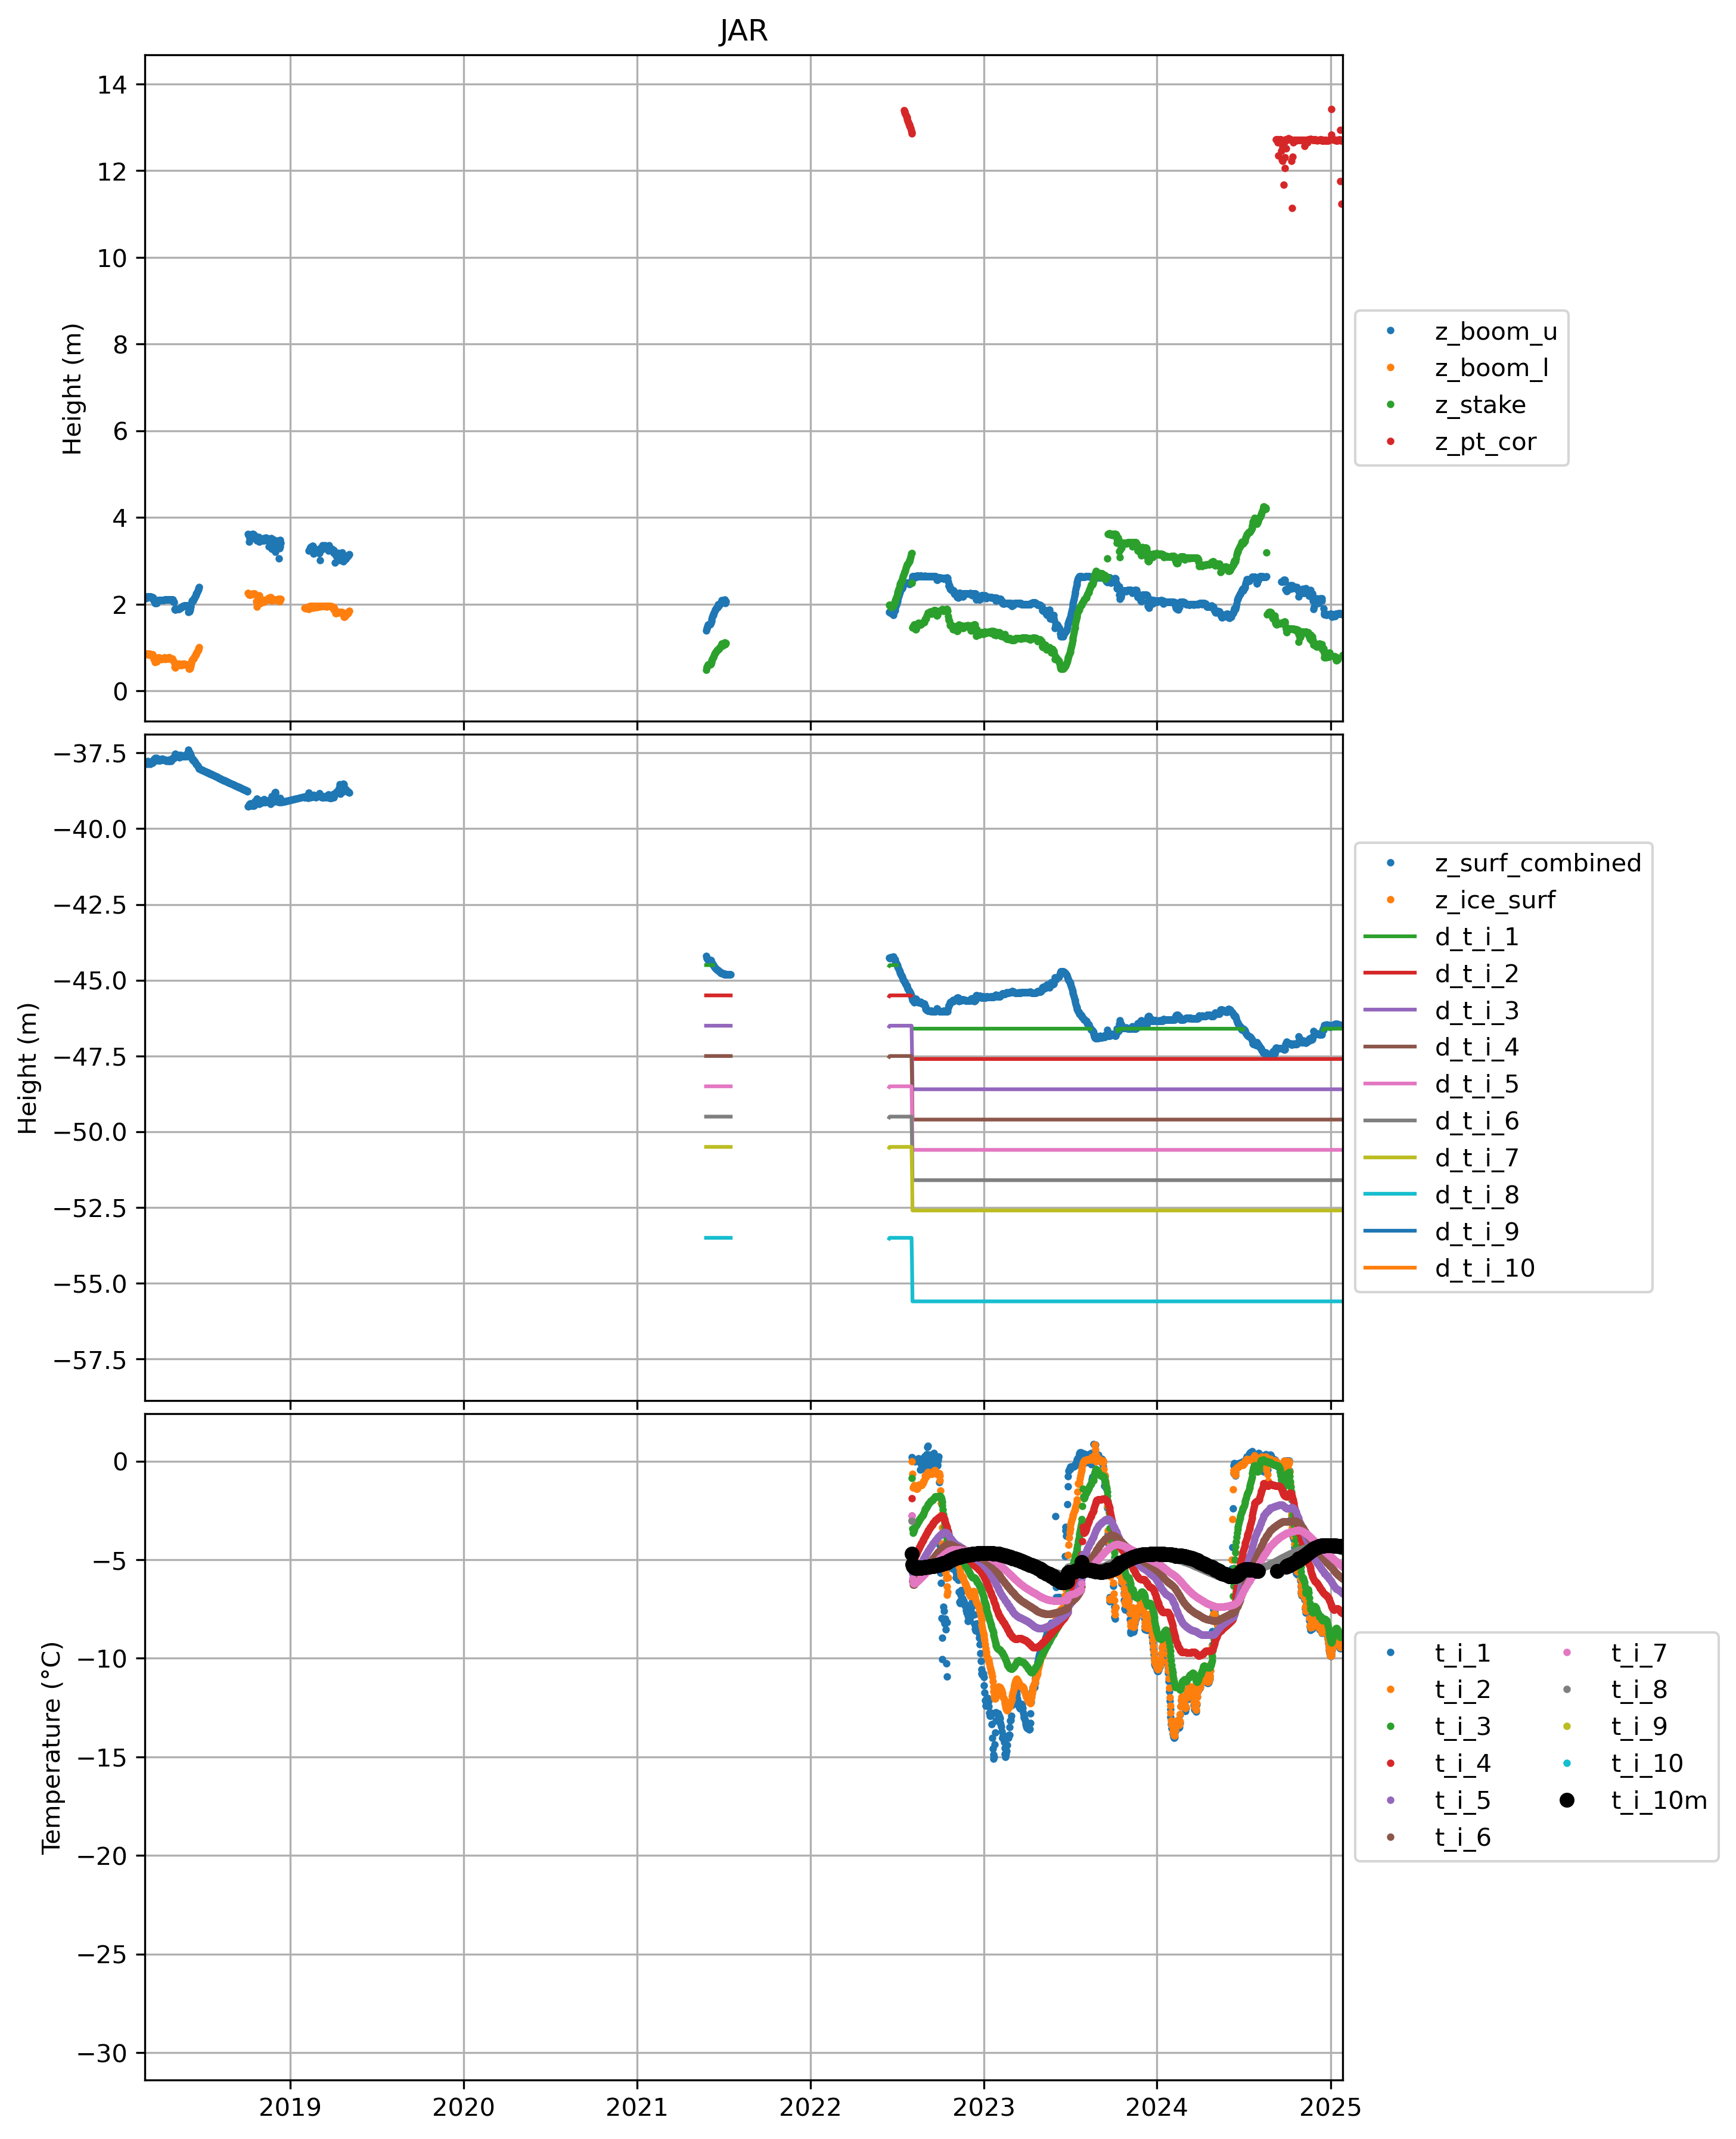 JAR
14
12
10
8
6
4
2
0
Height (m)
z_boom_u
z_boom_l
z_stake
z_pt_cor
−37.5
−40.0
−42.5
−45.0
−47.5
−50.0
−52.5
−55.0
−57.5
Height (m)
z_surf_combined
z_ice_surf
d_t_i_1
d_t_i_2
d_t_i_3
d_t_i_4
d_t_i_5
d_t_i_6
d_t_i_7
d_t_i_8
d_t_i_9
d_t_i_10
0
−5
−10
−15
−20
−25
−30
Temperature (°C)
t_i_1
t_i_2
t_i_3
t_i_4
t_i_5
t_i_6
t_i_7
t_i_8
t_i_9
t_i_10
t_i_10m
2019 2020 2021 2022 2023 2024 2025